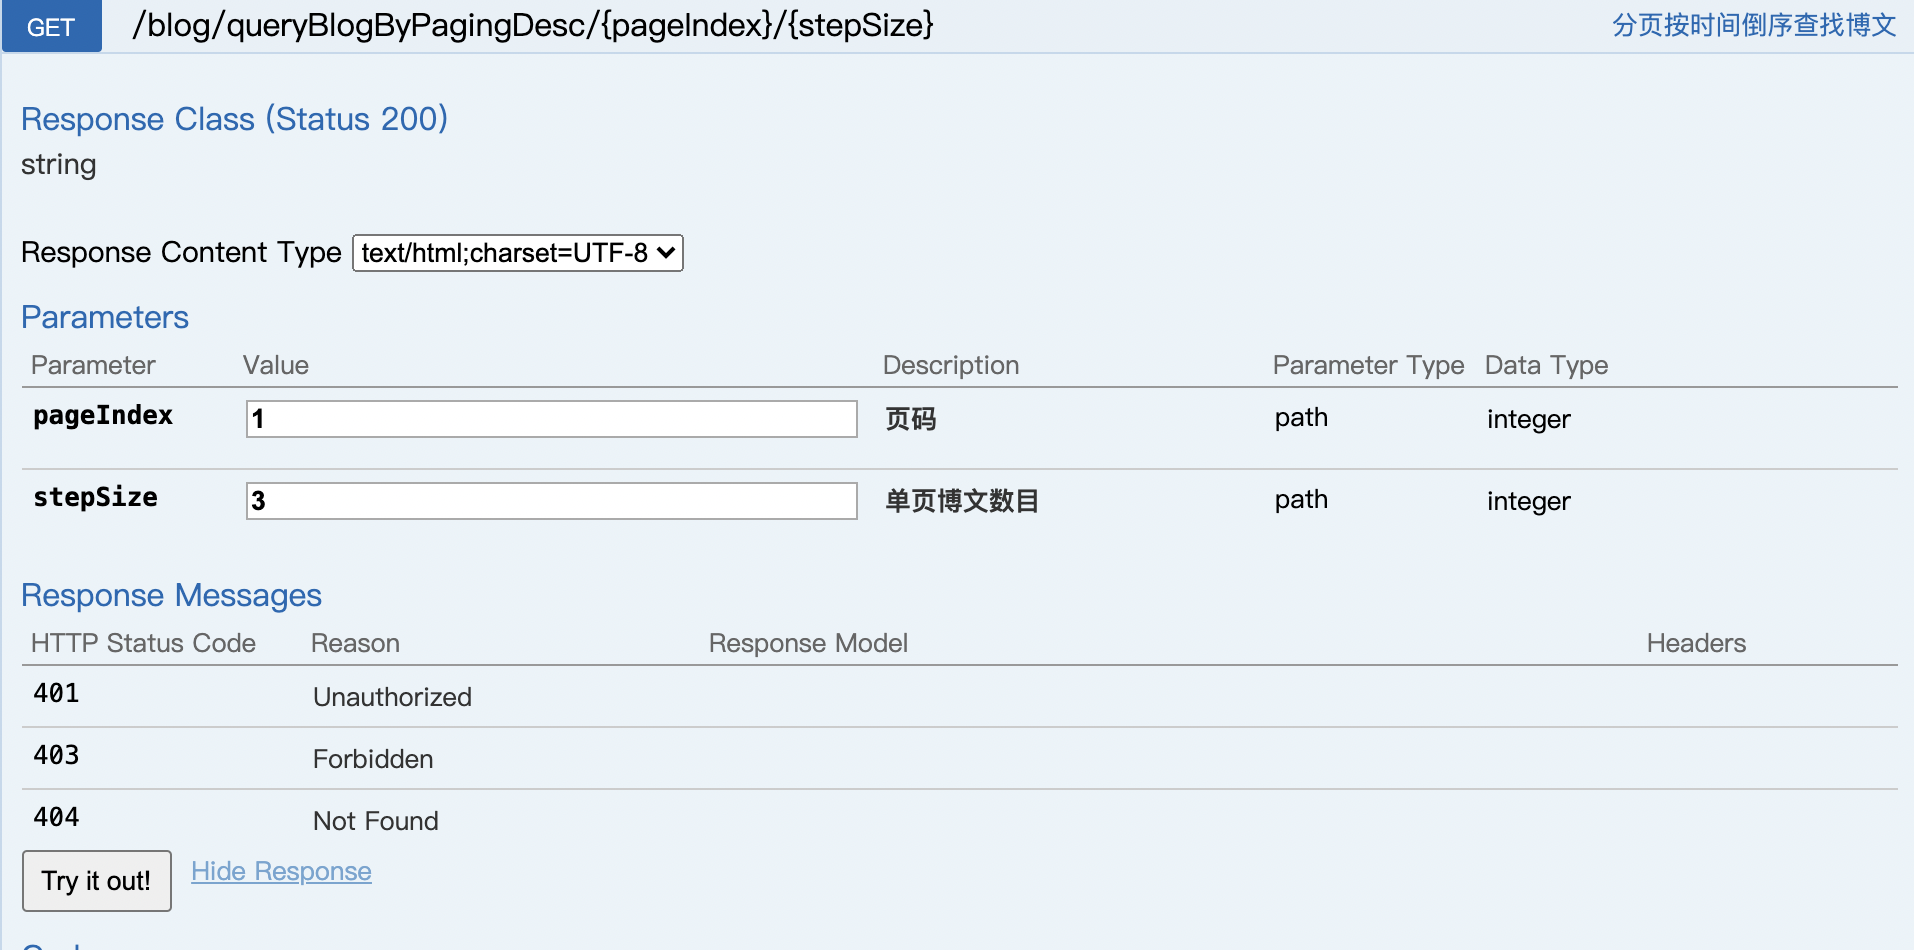 GET /blog/queryBlogByPagingDesc/{pageIndex}/{stepSize} 分页按时间倒序查找博文
Response Class (Status 200)
string
Response Content Type text/html;charset=UTF-8
Parameters
Parameter Value Description Parameter Type Data Type
pageIndex 1 页码 path integer
stepSize 3 单页博文数目 path integer
Response Messages
HTTP Status Code Reason Response Model Headers
401 Unauthorized
403 Forbidden
404 Not Found
Try it out! Hide Response